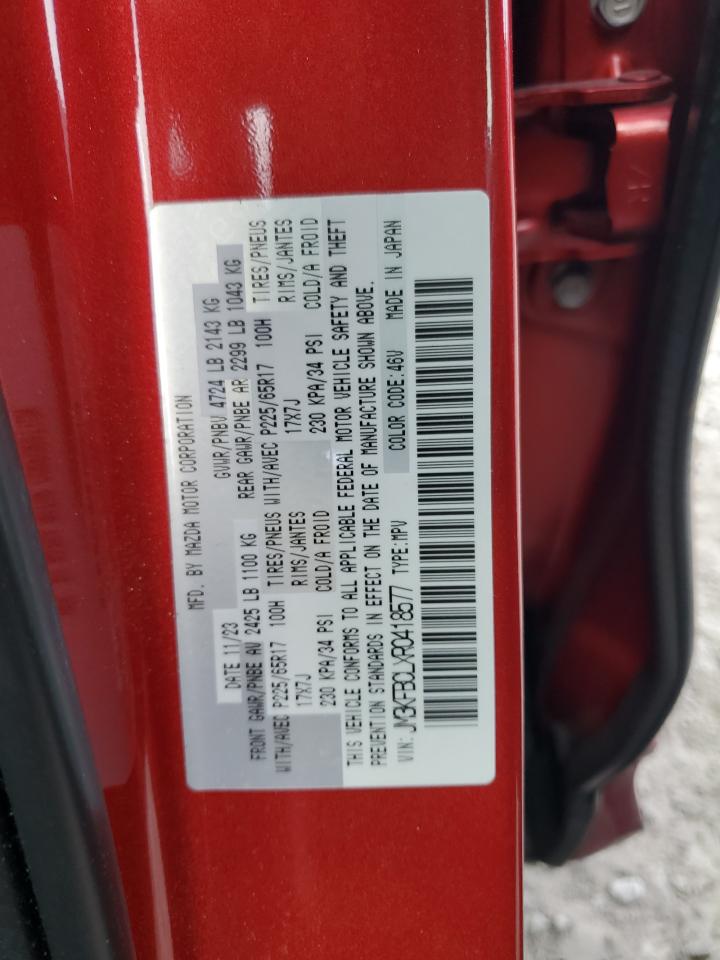 MFD. BY MAZDA MOTOR CORPORATION
DATE 11/23 GVWR/PNBV 4724 LB 2143 KG
FRONT GAWR/PNBE AV 2425 LB 1100 KG REAR GAWR/PNBE AR 2299 LB 1043 KG
WITH/AVEC P225/65R17 100H TIRES/PNEUS WITH/AVEC P225/65R17 100H TIRES/PNEUS
17X7J RIMS/JANTES 17X7J RIMS/JANTES
230 KPA/34 PSI COLD/A FROID 230 KPA/34 PSI COLD/A FROID
THIS VEHICLE CONFORMS TO ALL APPLICABLE FEDERAL MOTOR VEHICLE SAFETY AND THEFT
PREVENTION STANDARDS IN EFFECT ON THE DATE OF MANUFACTURE SHOWN ABOVE.
VIN: JM3KFBCLXR0418577 TYPE:MPV COLOR CODE:46V MADE IN JAPAN